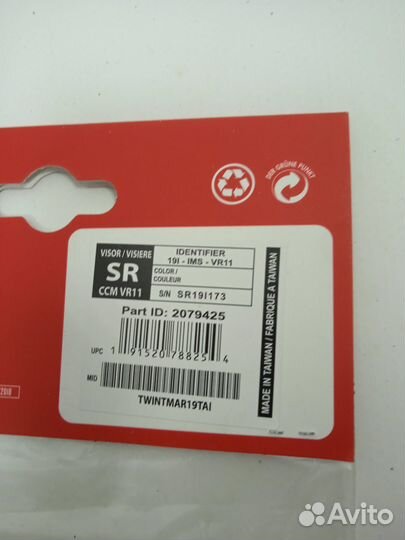 DER GRÜNE PUNKT
VISOR / VISIERE
SR
CCM VR11
IDENTIFIER
19I - IMS - VR11
COLOR /
COULEUR
S/N SR19I173
Part ID: 2079425
UPC 1 91520 78825 4
MID
TWINTMAR19TAI
MADE IN TAIWAN / FABRIQUE A TAIWAN
Avito